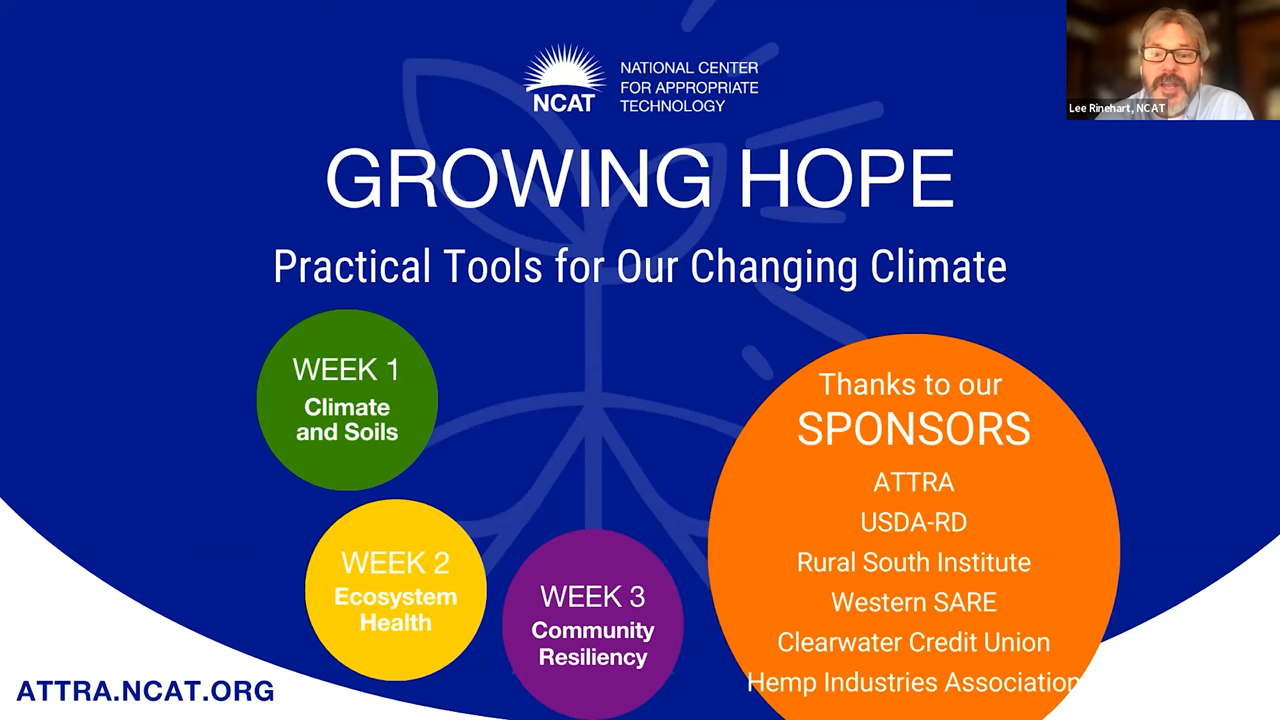 NCAT
NATIONAL CENTER
FOR APPROPRIATE
TECHNOLOGY
Lee Rinehart, NCAT
GROWING HOPE
Practical Tools for Our Changing Climate
WEEK 1
Climate
and Soils
WEEK 2
Ecosystem
Health
WEEK 3
Community
Resiliency
Thanks to our
SPONSORS
ATTRA
USDA-RD
Rural South Institute
Western SARE
Clearwater Credit Union
Hemp Industries Association
ATTRA.NCAT.ORG